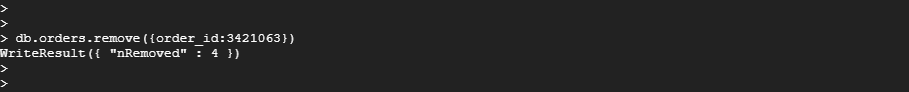 >
>
> db.orders.remove({order_id:3421063})
WriteResult({ "nRemoved" : 4 })
>
>